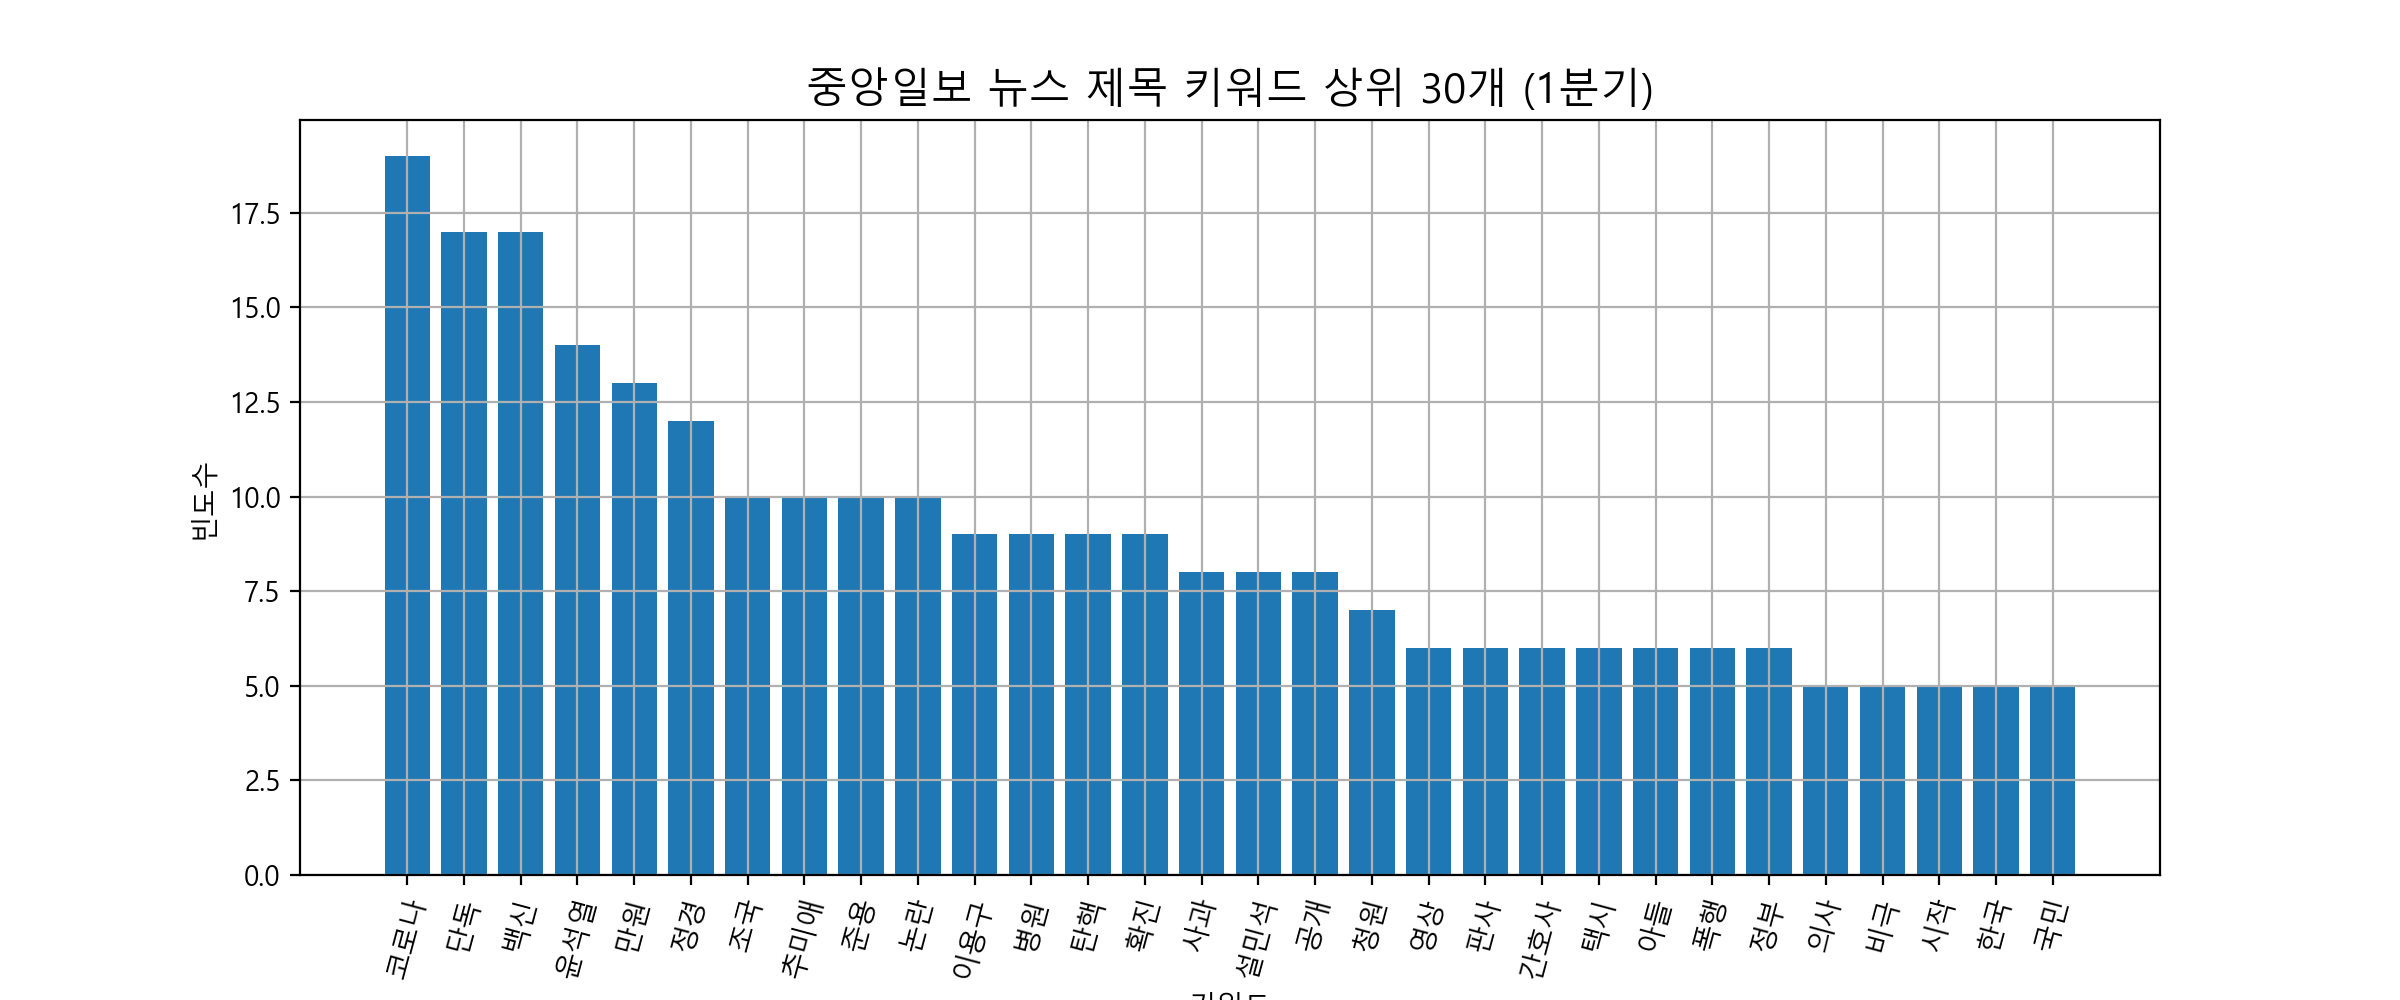 중앙일보 뉴스 제목 키워드 상위 30개 (1분기)
17.5
15.0
12.5
10.0
7.5
5.0
2.5
0.0
빈도수
코로나
단독
백신
윤석열
만원
정경
조국
추미애
준용
논란
이용구
병원
탄핵
확진
사과
설민석
공개
청원
영상
판사
간호사
택시
아들
폭행
정부
의사
비극
시작
한국
국민